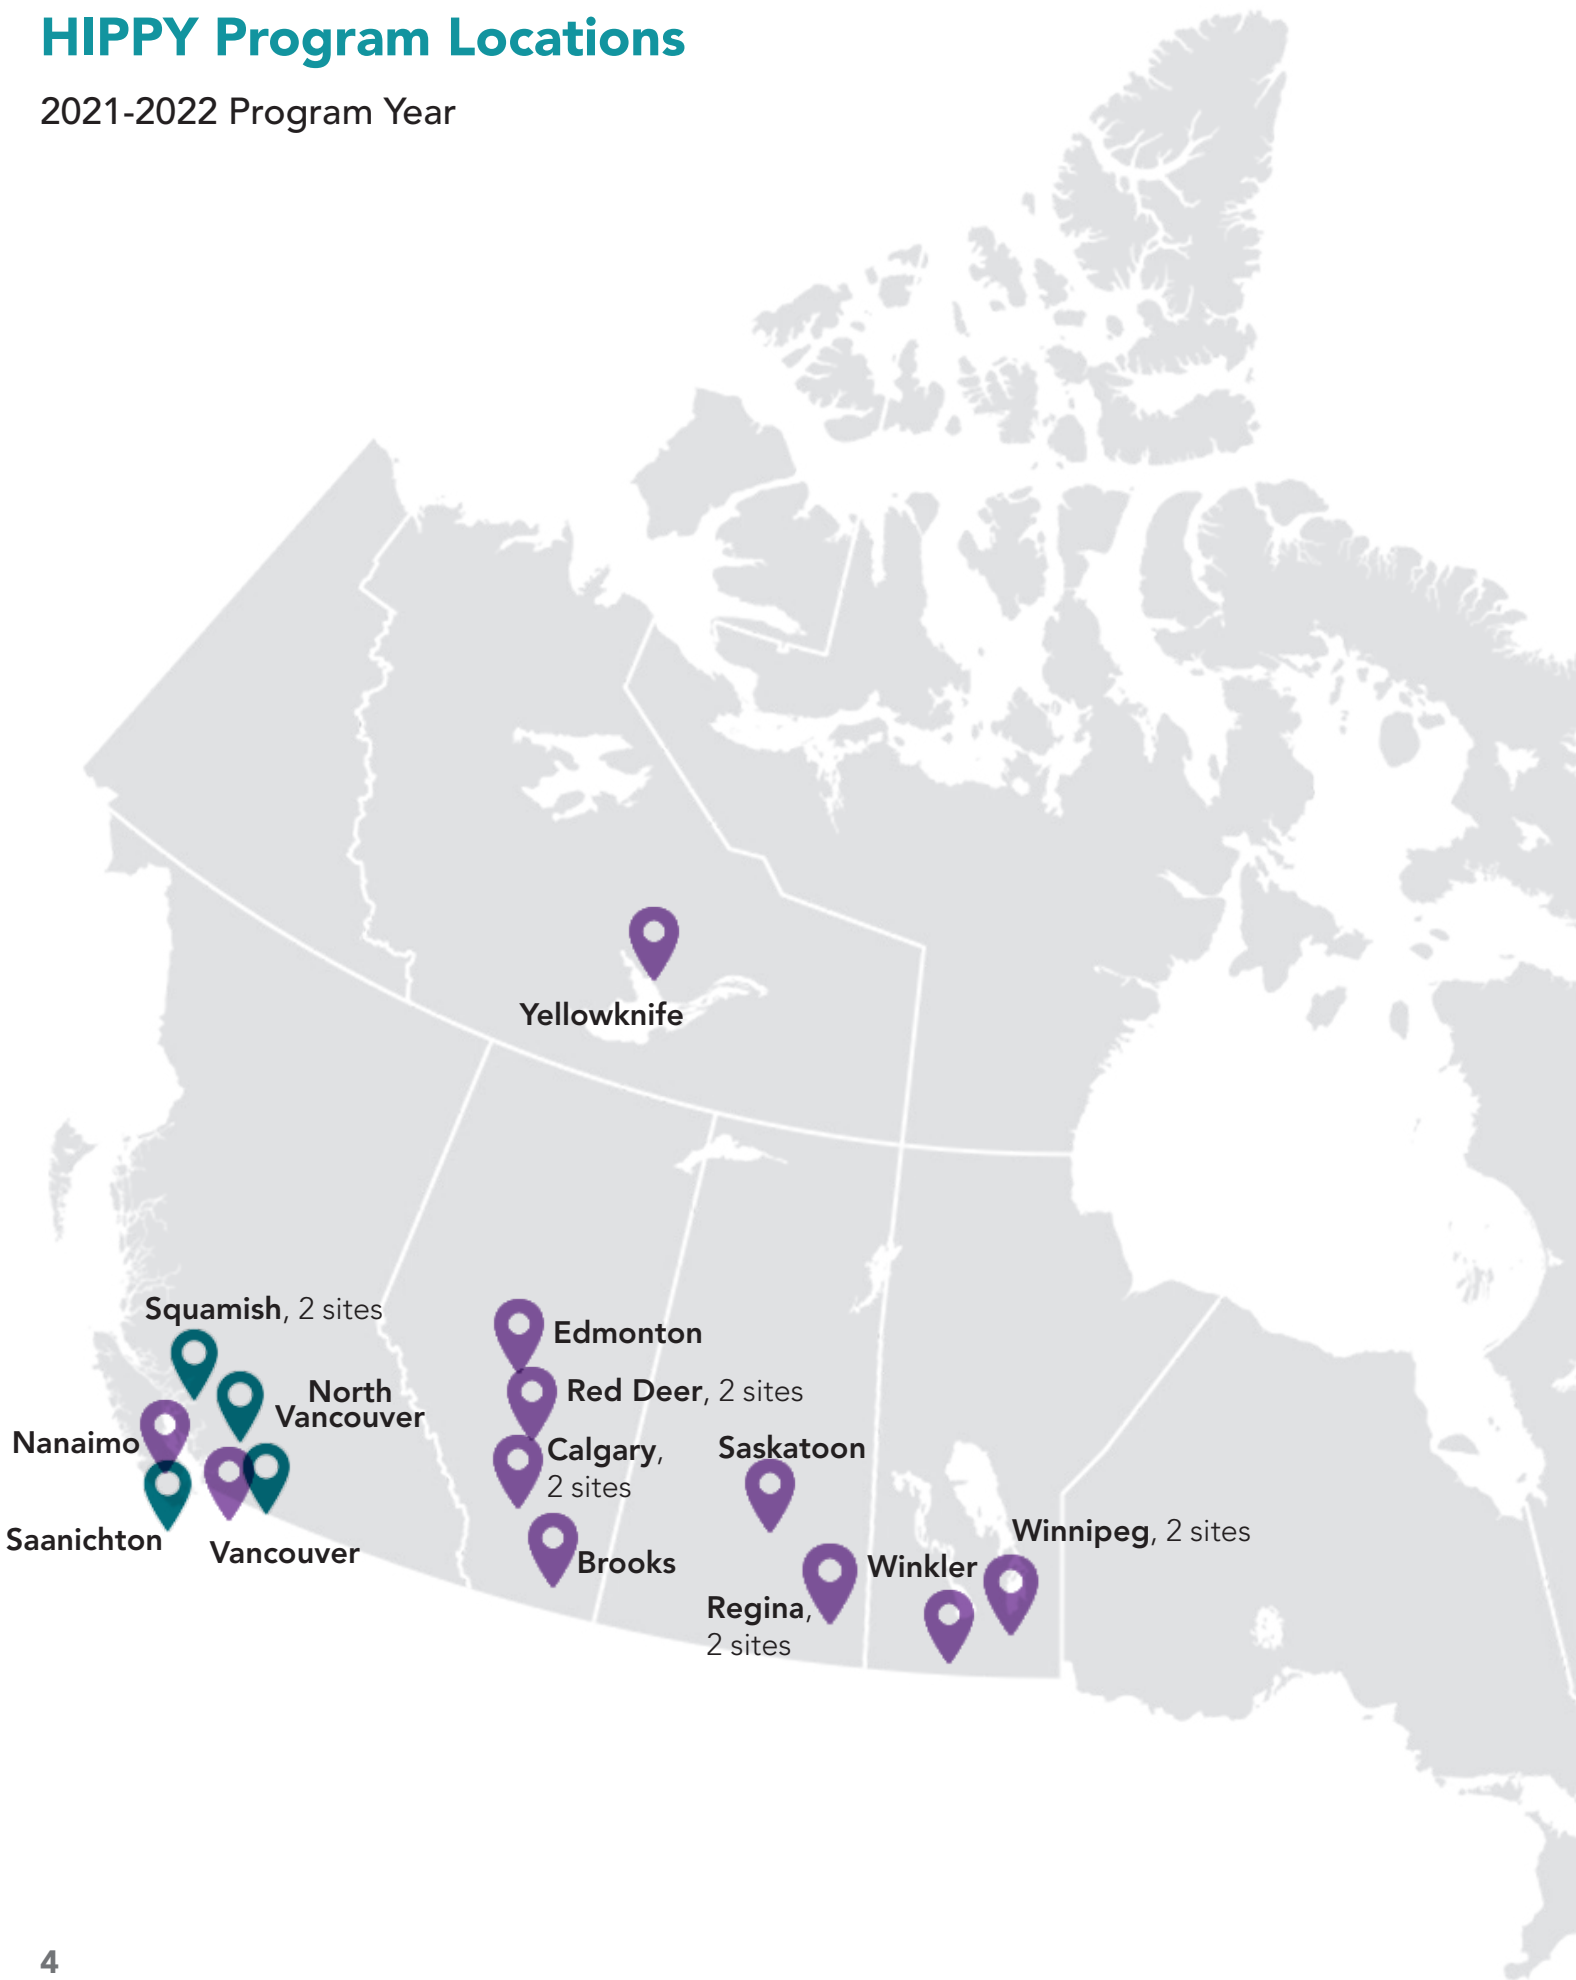 HIPPY Program Locations
2021-2022 Program Year
Yellowknife
Squamish, 2 sites
Edmonton
North
Vancouver
Red Deer, 2 sites
Nanaimo
Calgary,
2 sites
Saskatoon
Saanichton
Vancouver
Brooks
Winnipeg, 2 sites
Winkler
Regina,
2 sites
4